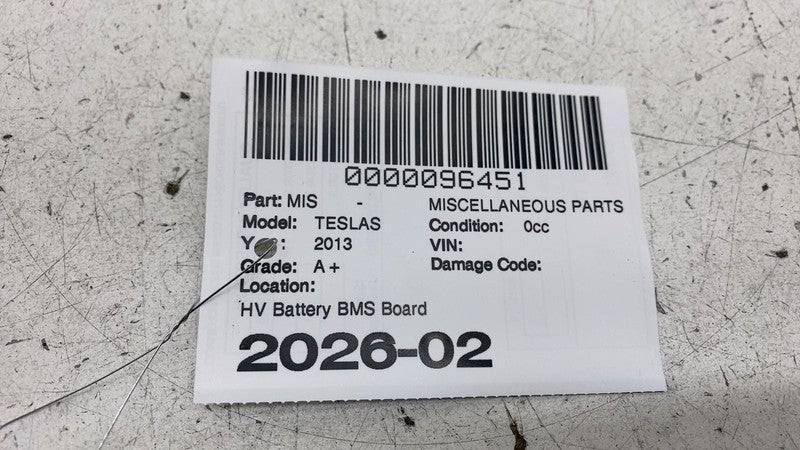 0000096451
Part: MIS - MISCELLANEOUS PARTS
Model: TESLAS Condition: 0cc
Y : 2013 VIN:
Grade: A+ Damage Code:
Location:
HV Battery BMS Board
2026-02